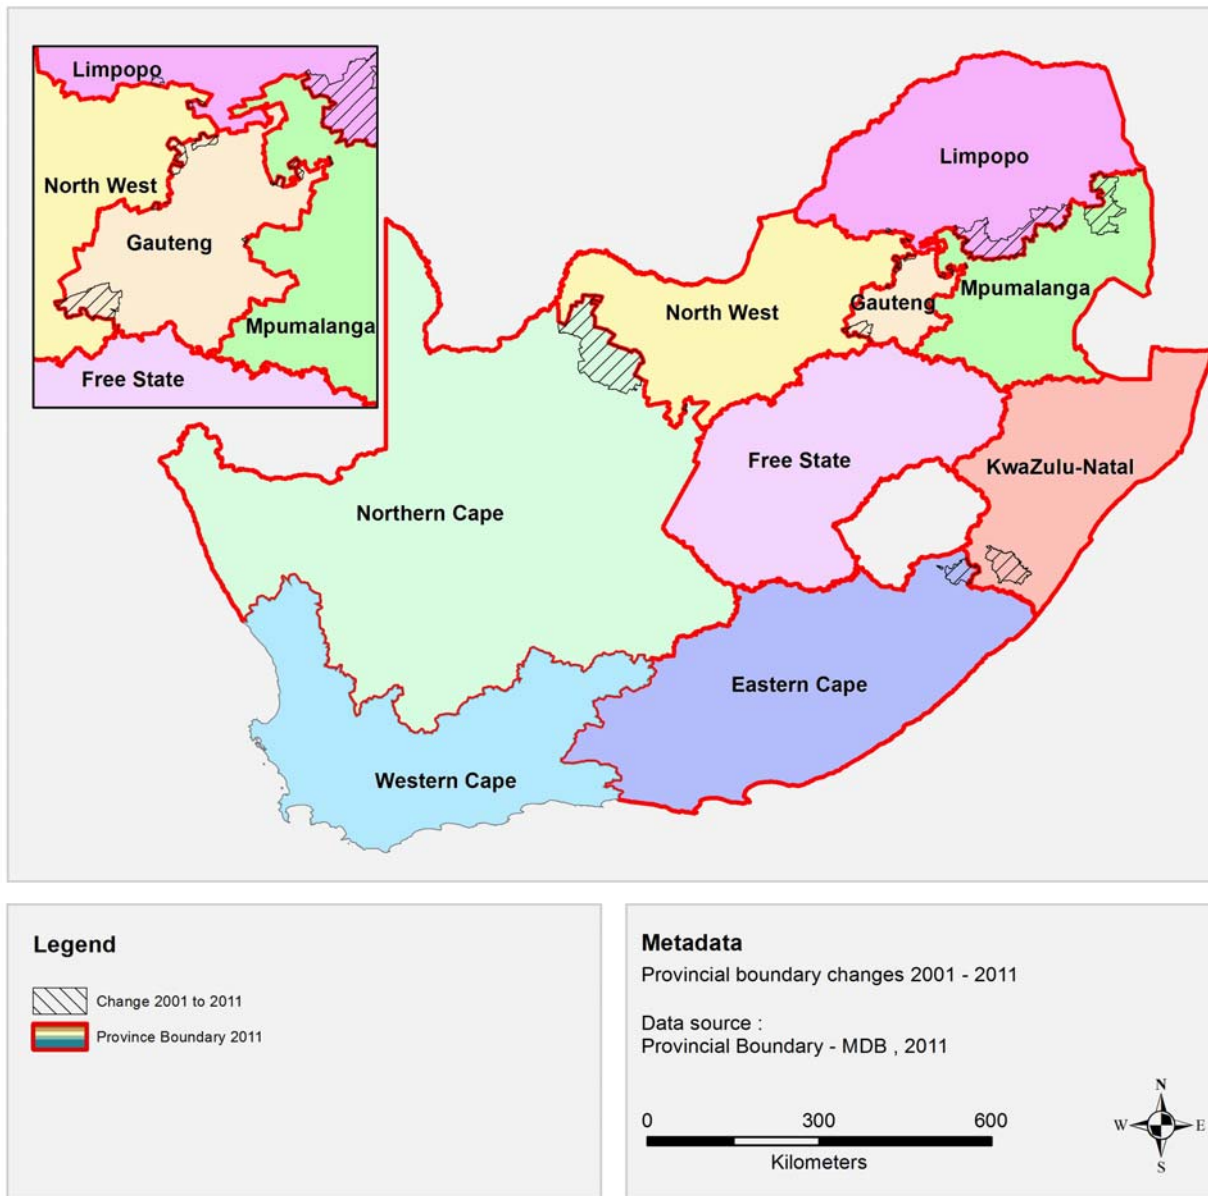 Limpopo
North West
Gauteng
Mpumalanga
Free State
Limpopo
North West
Gauteng
Mpumalanga
Free State
KwaZulu-Natal
Northern Cape
Eastern Cape
Western Cape
Legend
Change 2001 to 2011
Province Boundary 2011
Metadata
Provincial boundary changes 2001 - 2011
Data source :
Provincial Boundary - MDB , 2011
0 300 600
Kilometers
N
W E
S